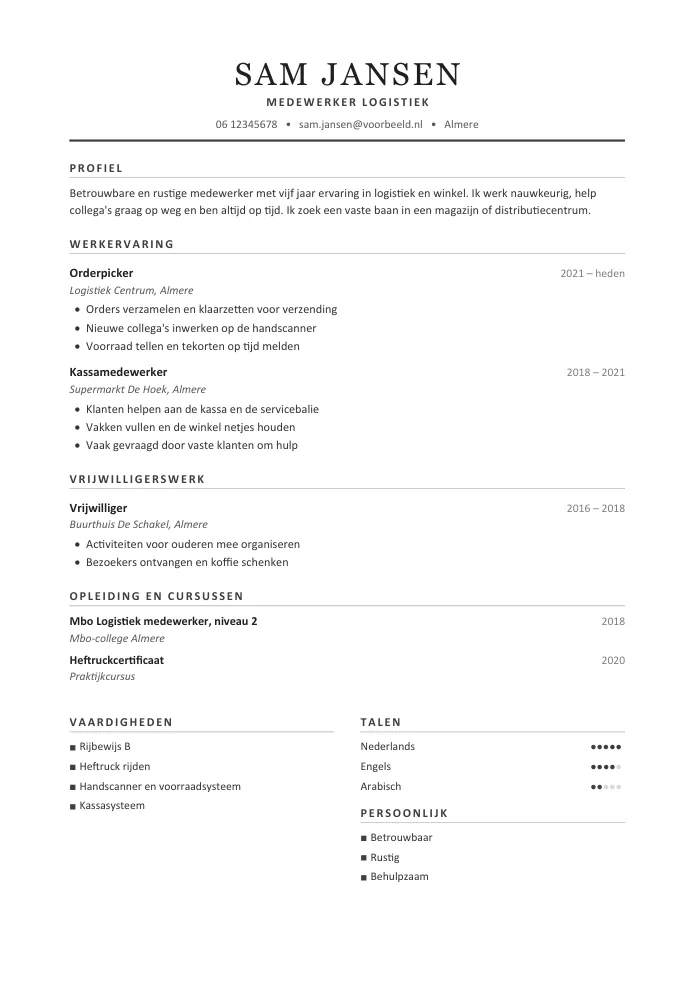 SAM JANSEN
MEDEWERKER LOGISTIEK
06 12345678 • sam.jansen@voorbeeld.nl • Almere
PROFIEL
Betrouwbare en rustige medewerker met vijf jaar ervaring in logistiek en winkel. Ik werk nauwkeurig, help
collega's graag op weg en ben altijd op tijd. Ik zoek een vaste baan in een magazijn of distributiecentrum.
WERKERVARING
Orderpicker 2021 – heden
Logistiek Centrum, Almere
• Orders verzamelen en klaarzetten voor verzending
• Nieuwe collega's inwerken op de handscanner
• Voorraad tellen en tekorten op tijd melden
Kassamedewerker 2018 – 2021
Supermarkt De Hoek, Almere
• Klanten helpen aan de kassa en de servicebalie
• Vakken vullen en de winkel netjes houden
• Vaak gevraagd door vaste klanten om hulp
VRIJWILLIGERSWERK
Vrijwilliger 2016 – 2018
Buurthuis De Schakel, Almere
• Activiteiten voor ouderen mee organiseren
• Bezoekers ontvangen en koffie schenken
OPLEIDING EN CURSUSSEN
Mbo Logistiek medewerker, niveau 2 2018
Mbo-college Almere
Heftruckcertificaat 2020
Praktijkcursus
VAARDIGHEDEN
■ Rijbewijs B
■ Heftruck rijden
■ Handscanner en voorraadsysteem
■ Kassasysteem
TALEN
Nederlands
Engels
Arabisch
PERSOONLIJK
■ Betrouwbaar
■ Rustig
■ Behulpzaam